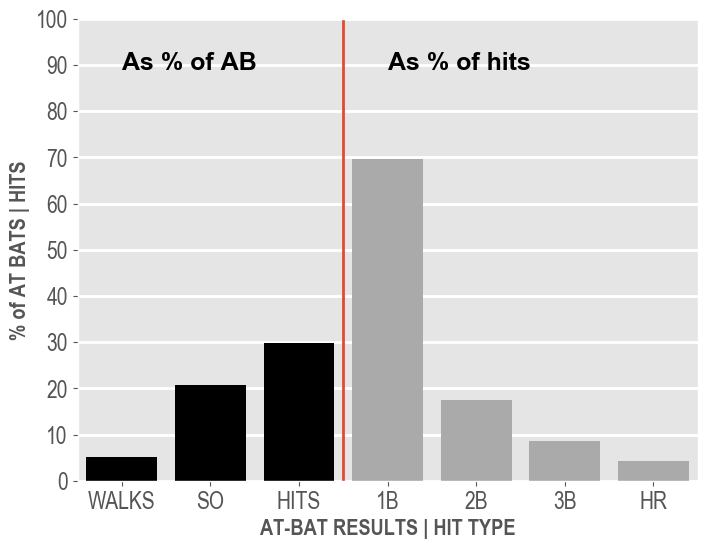 As % of AB
As % of hits
100
90
80
70
60
50
40
30
20
10
0
% of AT BATS | HITS
WALKS SO HITS 1B 2B 3B HR
AT-BAT RESULTS | HIT TYPE